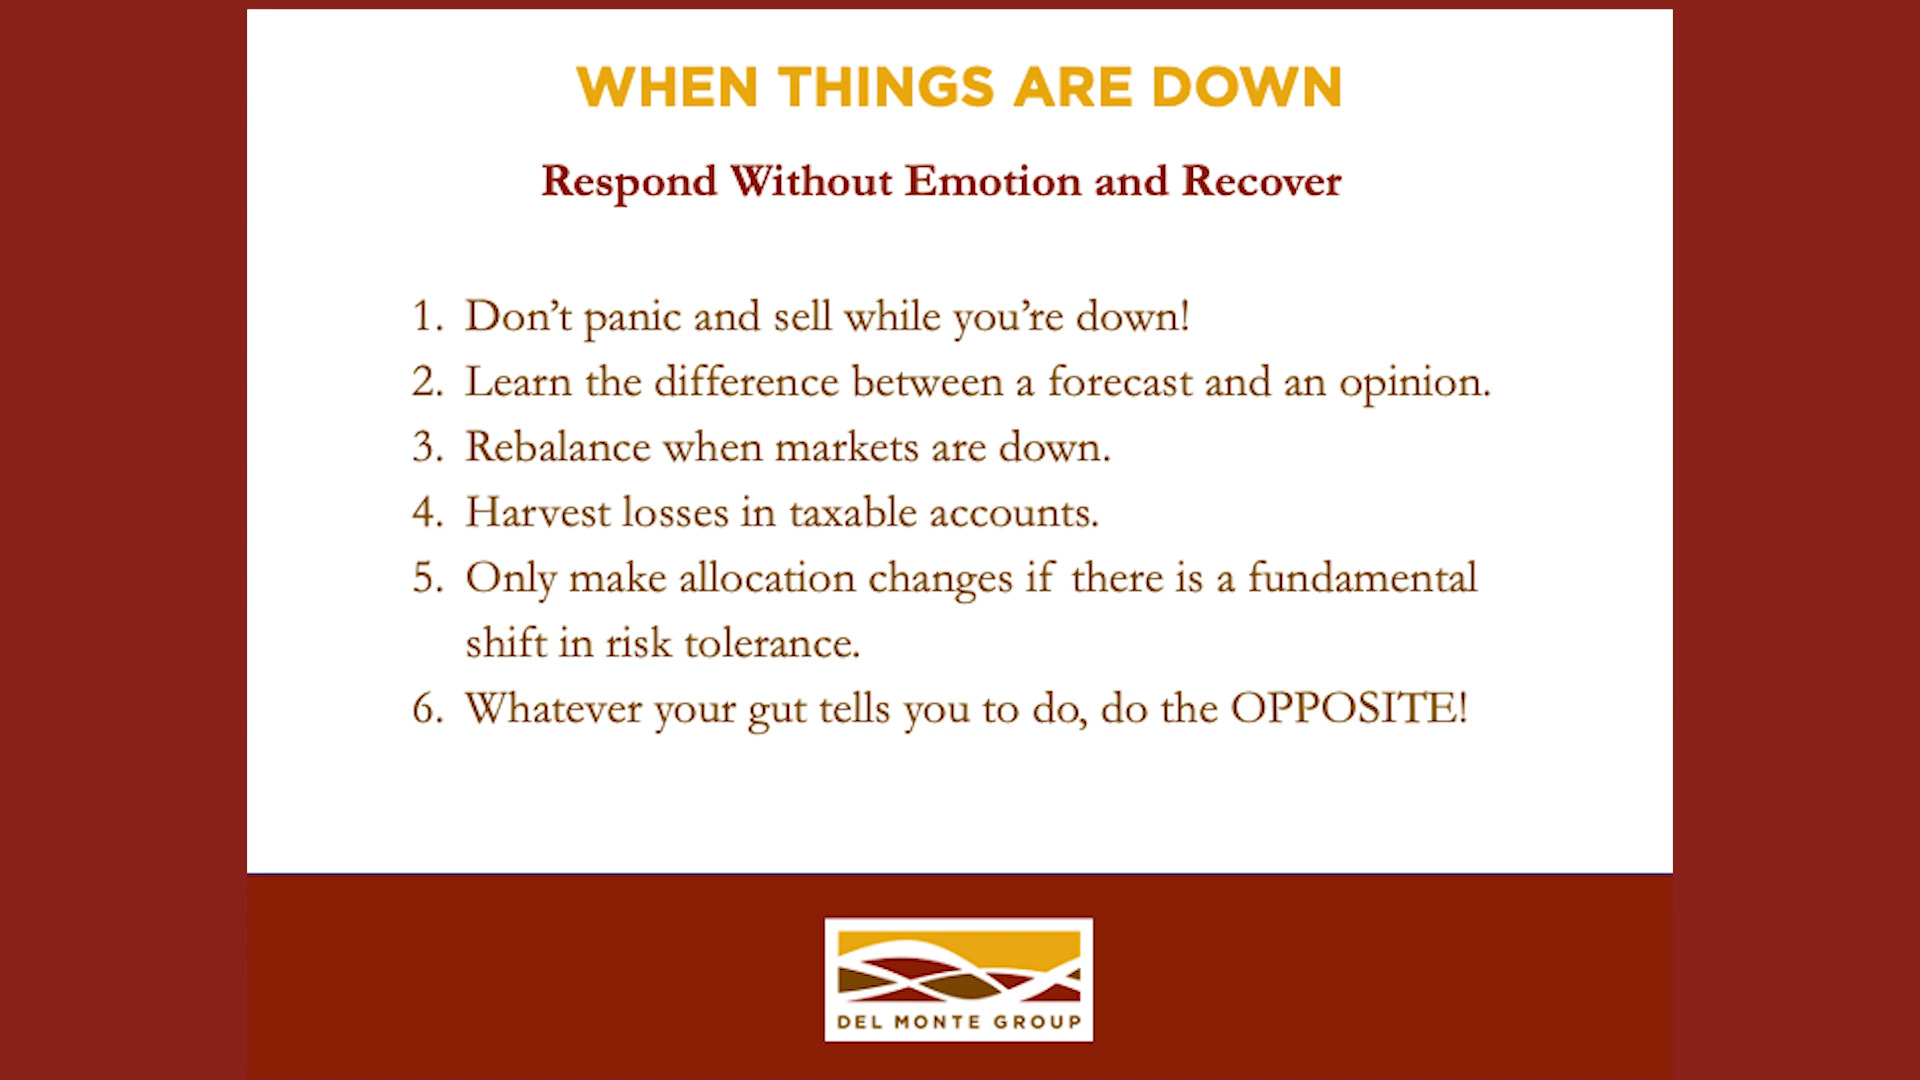 WHEN THINGS ARE DOWN
Respond Without Emotion and Recover
1. Don’t panic and sell while you’re down!
2. Learn the difference between a forecast and an opinion.
3. Rebalance when markets are down.
4. Harvest losses in taxable accounts.
5. Only make allocation changes if there is a fundamental
shift in risk tolerance.
6. Whatever your gut tells you to do, do the OPPOSITE!
DEL MONTE GROUP